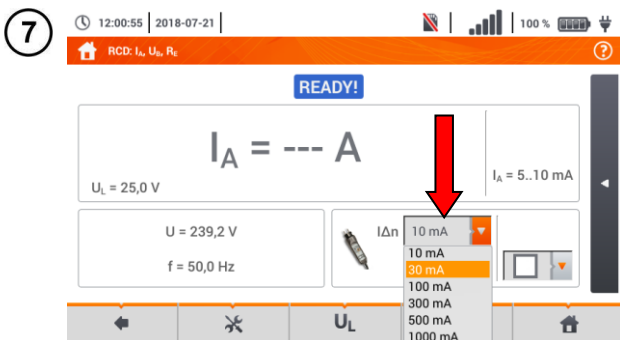 7
12:00:55 2018-07-21 100 %
RCD: IA, UB, RE
READY!
IA = --- A
IA = 5..10 mA
UL = 25,0 V
U = 239,2 V
f = 50,0 Hz
IΔn 10 mA
10 mA
30 mA
100 mA
300 mA
500 mA
1000 mA
UL